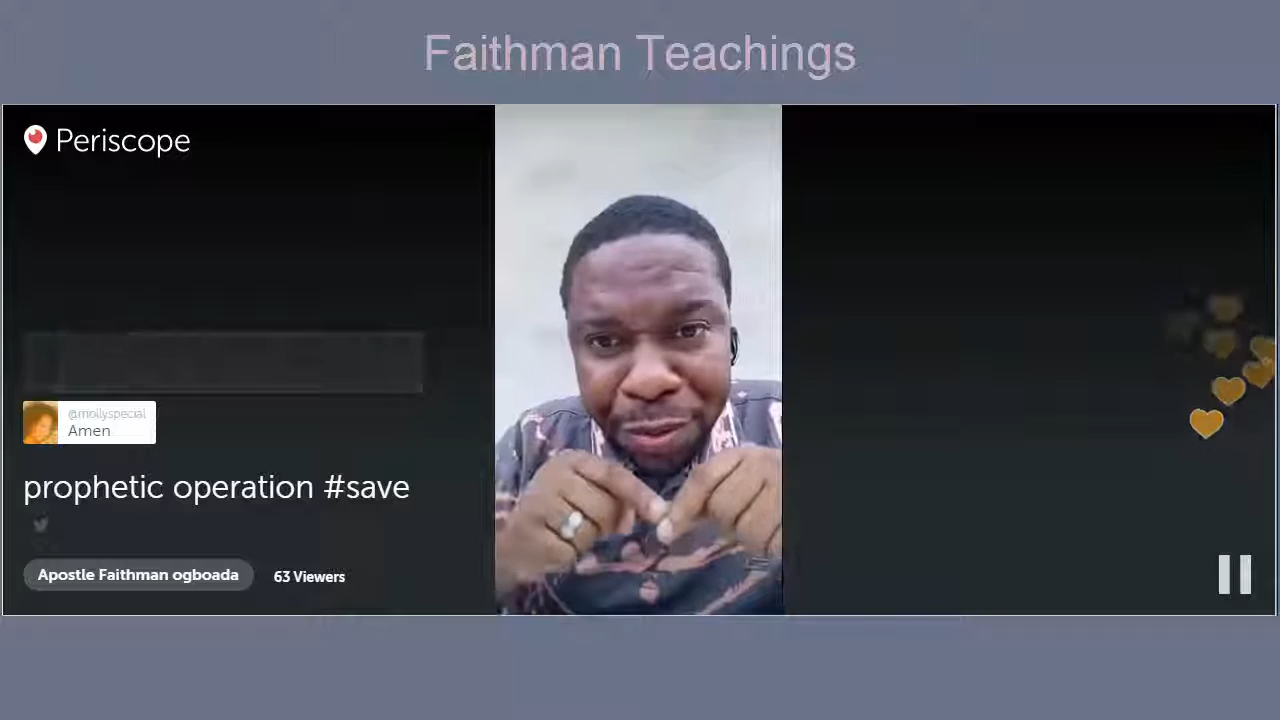 Faithman Teachings
Periscope
@mollyspecial
Amen
prophetic operation #save
Apostle Faithman ogboada
63 Viewers